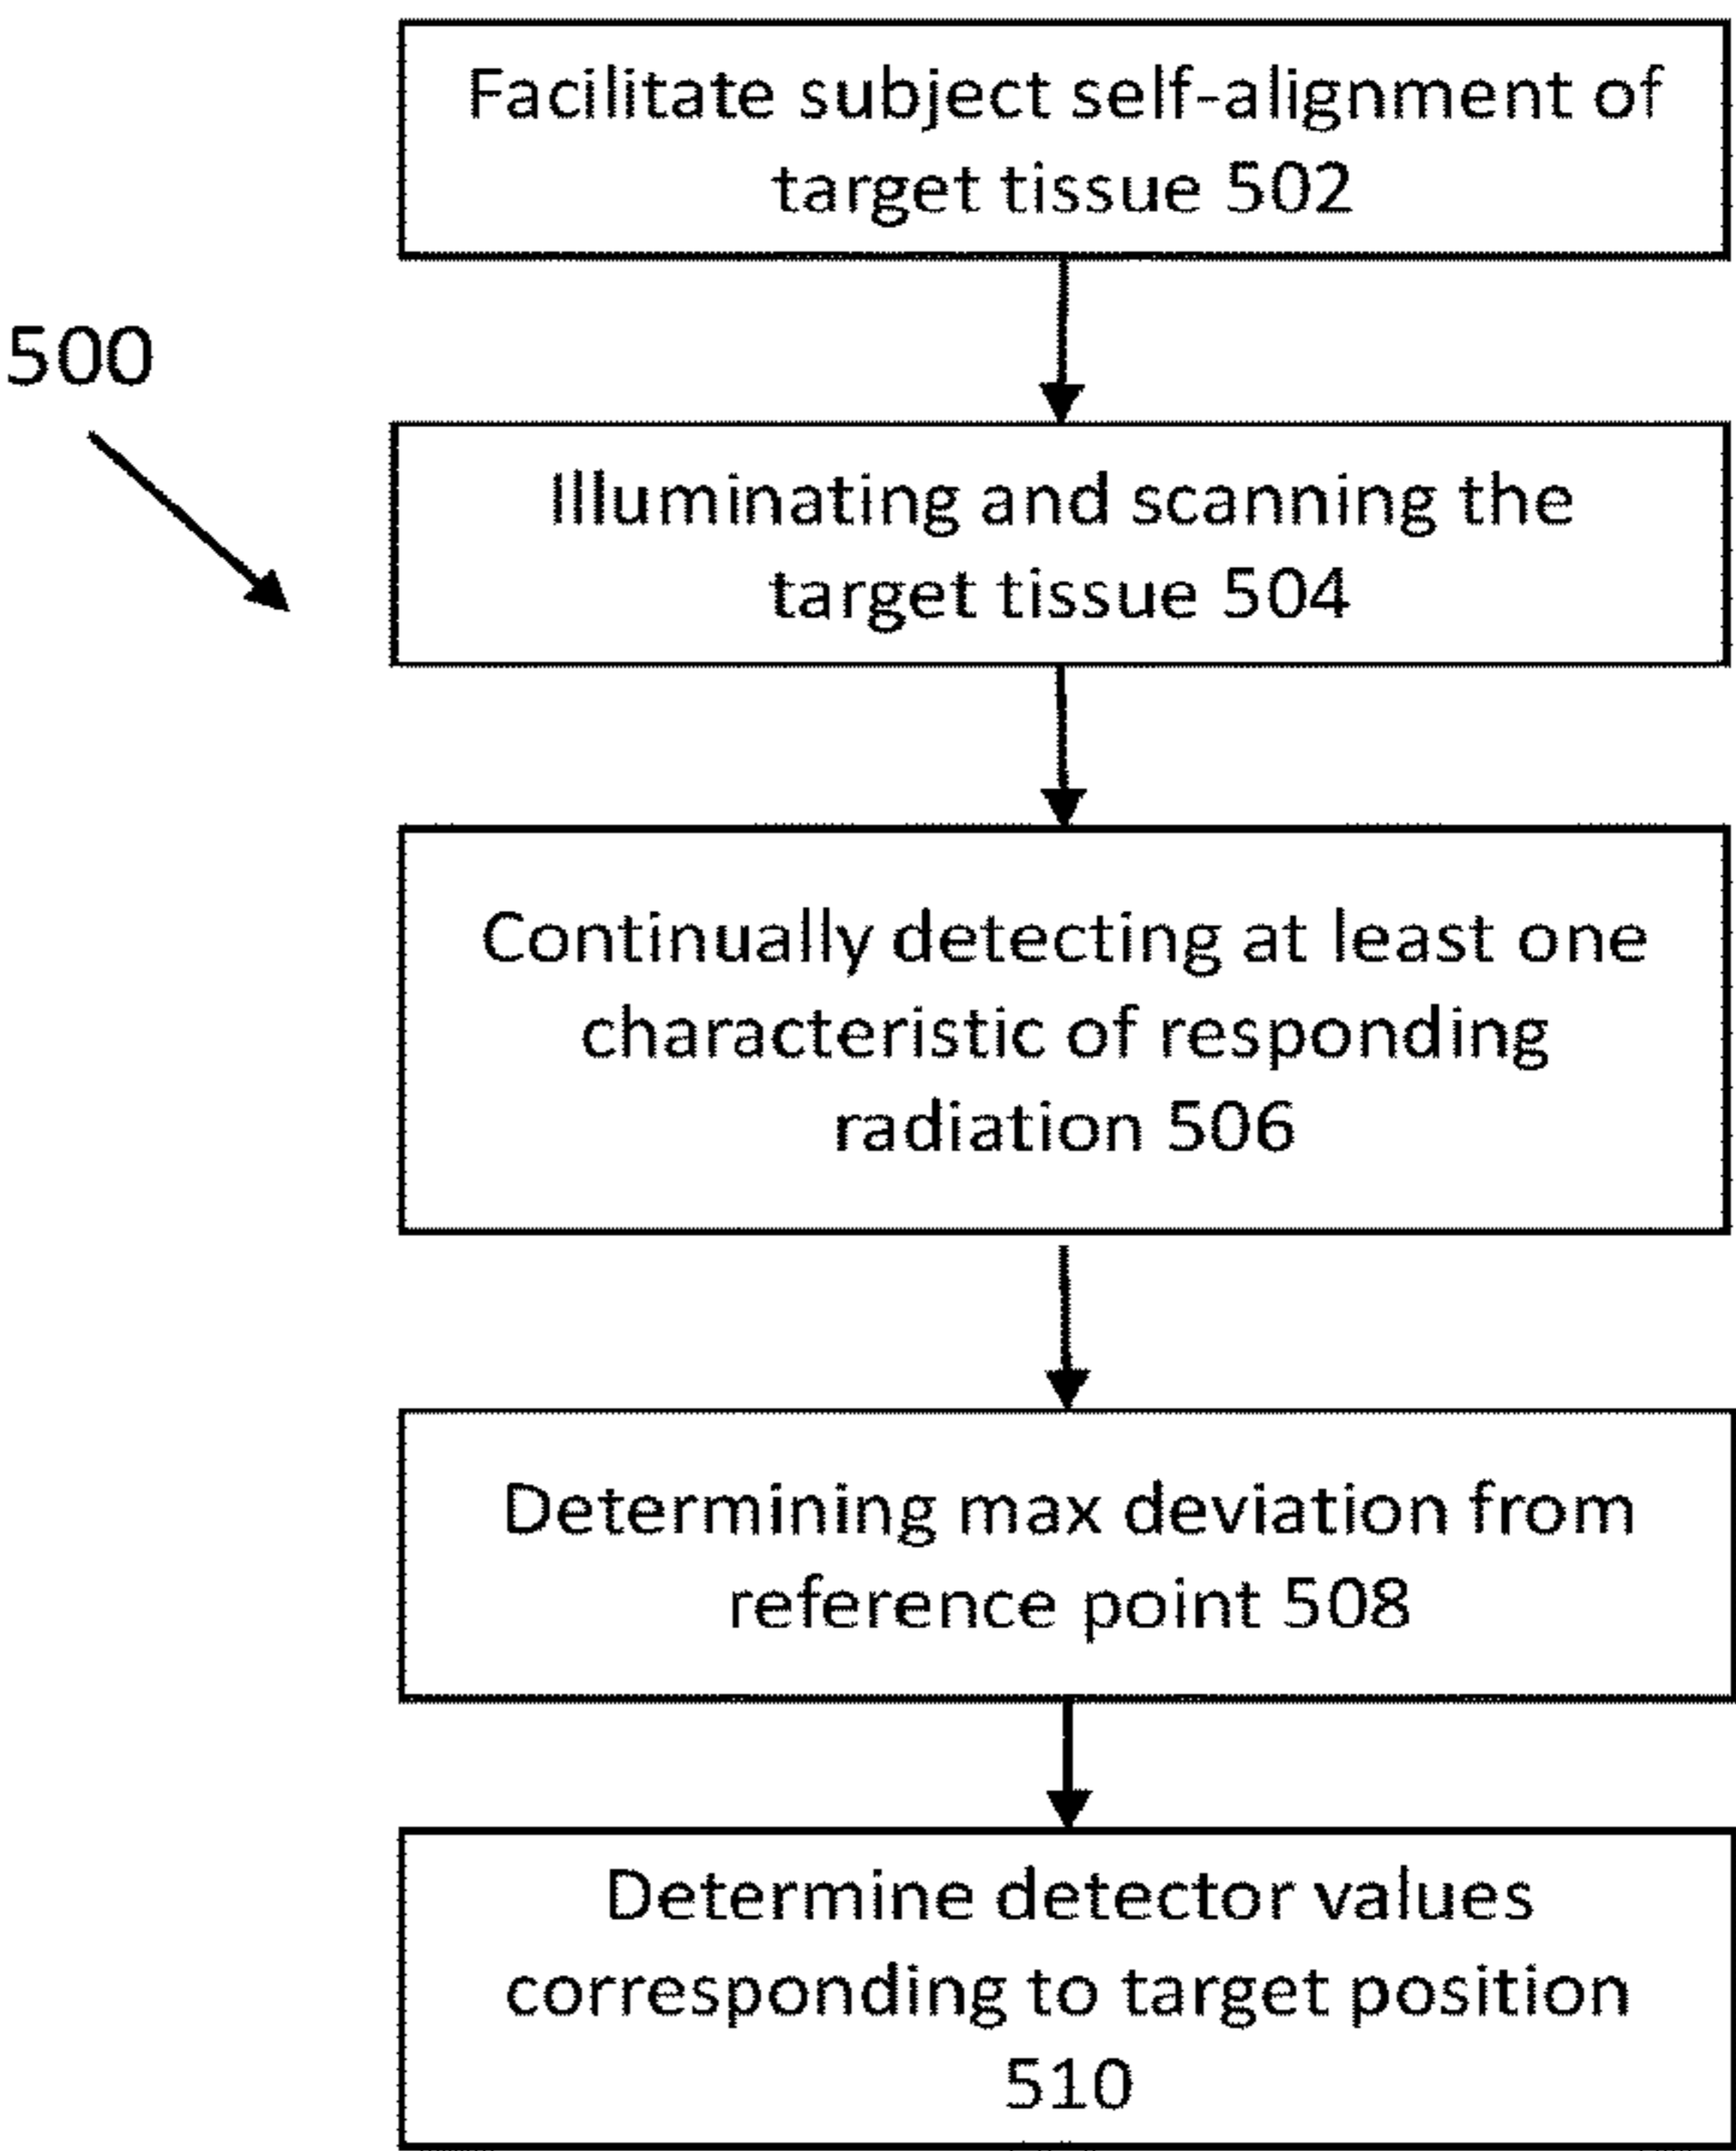 Facilitate subject self-alignment of
target tissue 502
500
Illuminating and scanning the
target tissue 504
Continually detecting at least one
characteristic of responding
radiation 506
Determining max deviation from
reference point 508
Determine detector values
corresponding to target position
510